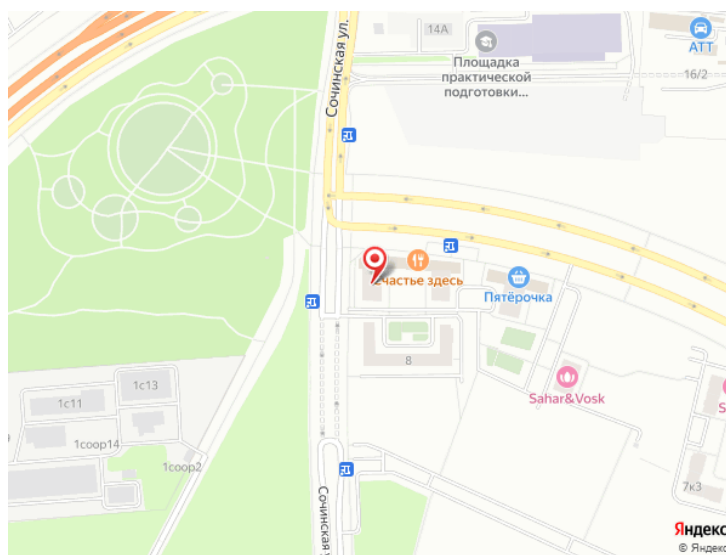 14А
АТТ
Площадка
практической
подготовки...
16/2
Сочинская ул.
счастье здесь
Пятёрочка
8
Sahar&Vosk
1с13
1с11
1соор14
1соор2
Сочинская
7к3
S
9
Яндекс
© Яндекс